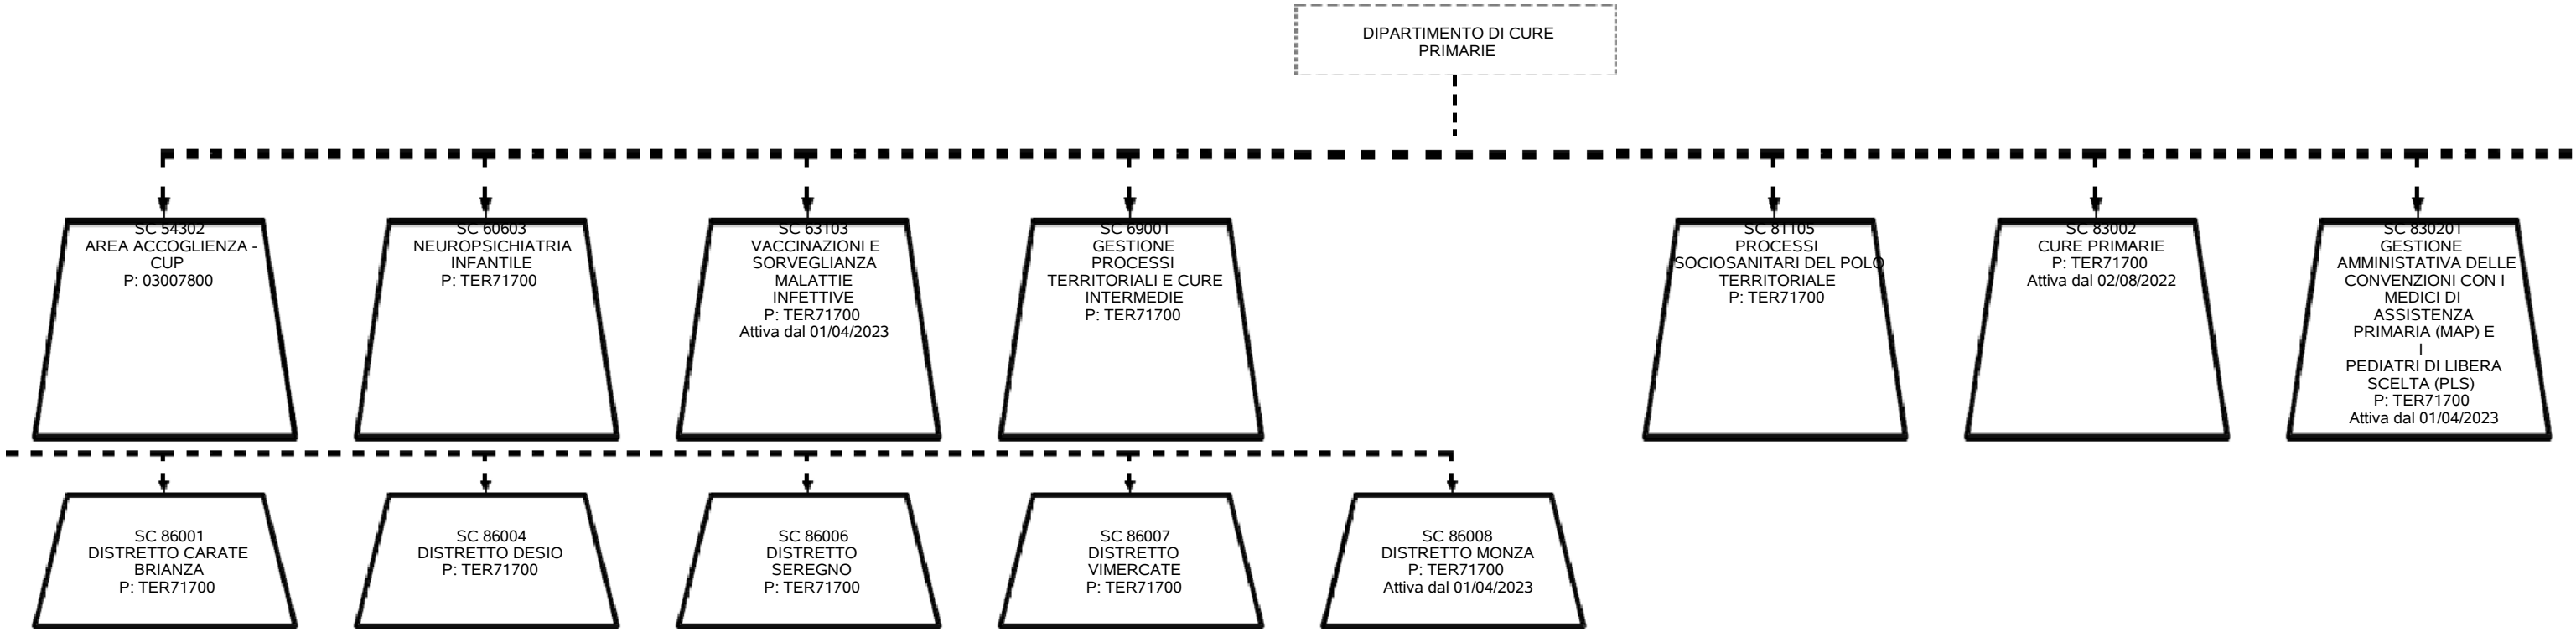 DIPARTIMENTO DI CURE
PRIMARIE
SC 54302
AREA ACCOGLIENZA -
CUP
P: 03007800
SC 60603
NEUROPSICHIATRIA
INFANTILE
P: TER71700
SC 63103
VACCINAZIONI E
SORVEGLIANZA
MALATTIE
INFETTIVE
P: TER71700
Attiva dal 01/04/2023
SC 69001
GESTIONE
PROCESSI
TERRITORIALI E CURE
INTERMEDIE
P: TER71700
SC 81105
PROCESSI
SOCIOSANITARI DEL POLO
TERRITORIALE
P: TER71700
SC 83002
CURE PRIMARIE
P: TER71700
Attiva dal 02/08/2022
SC 830201
GESTIONE
AMMINISTATIVA DELLE
CONVENZIONI CON I
MEDICI DI
ASSISTENZA
PRIMARIA (MAP) E
I
PEDIATRI DI LIBERA
SCELTA (PLS)
P: TER71700
Attiva dal 01/04/2023
SC 86001
DISTRETTO CARATE
BRIANZA
P: TER71700
SC 86004
DISTRETTO DESIO
P: TER71700
SC 86006
DISTRETTO
SEREGNO
P: TER71700
SC 86007
DISTRETTO
VIMERCATE
P: TER71700
SC 86008
DISTRETTO MONZA
P: TER71700
Attiva dal 01/04/2023